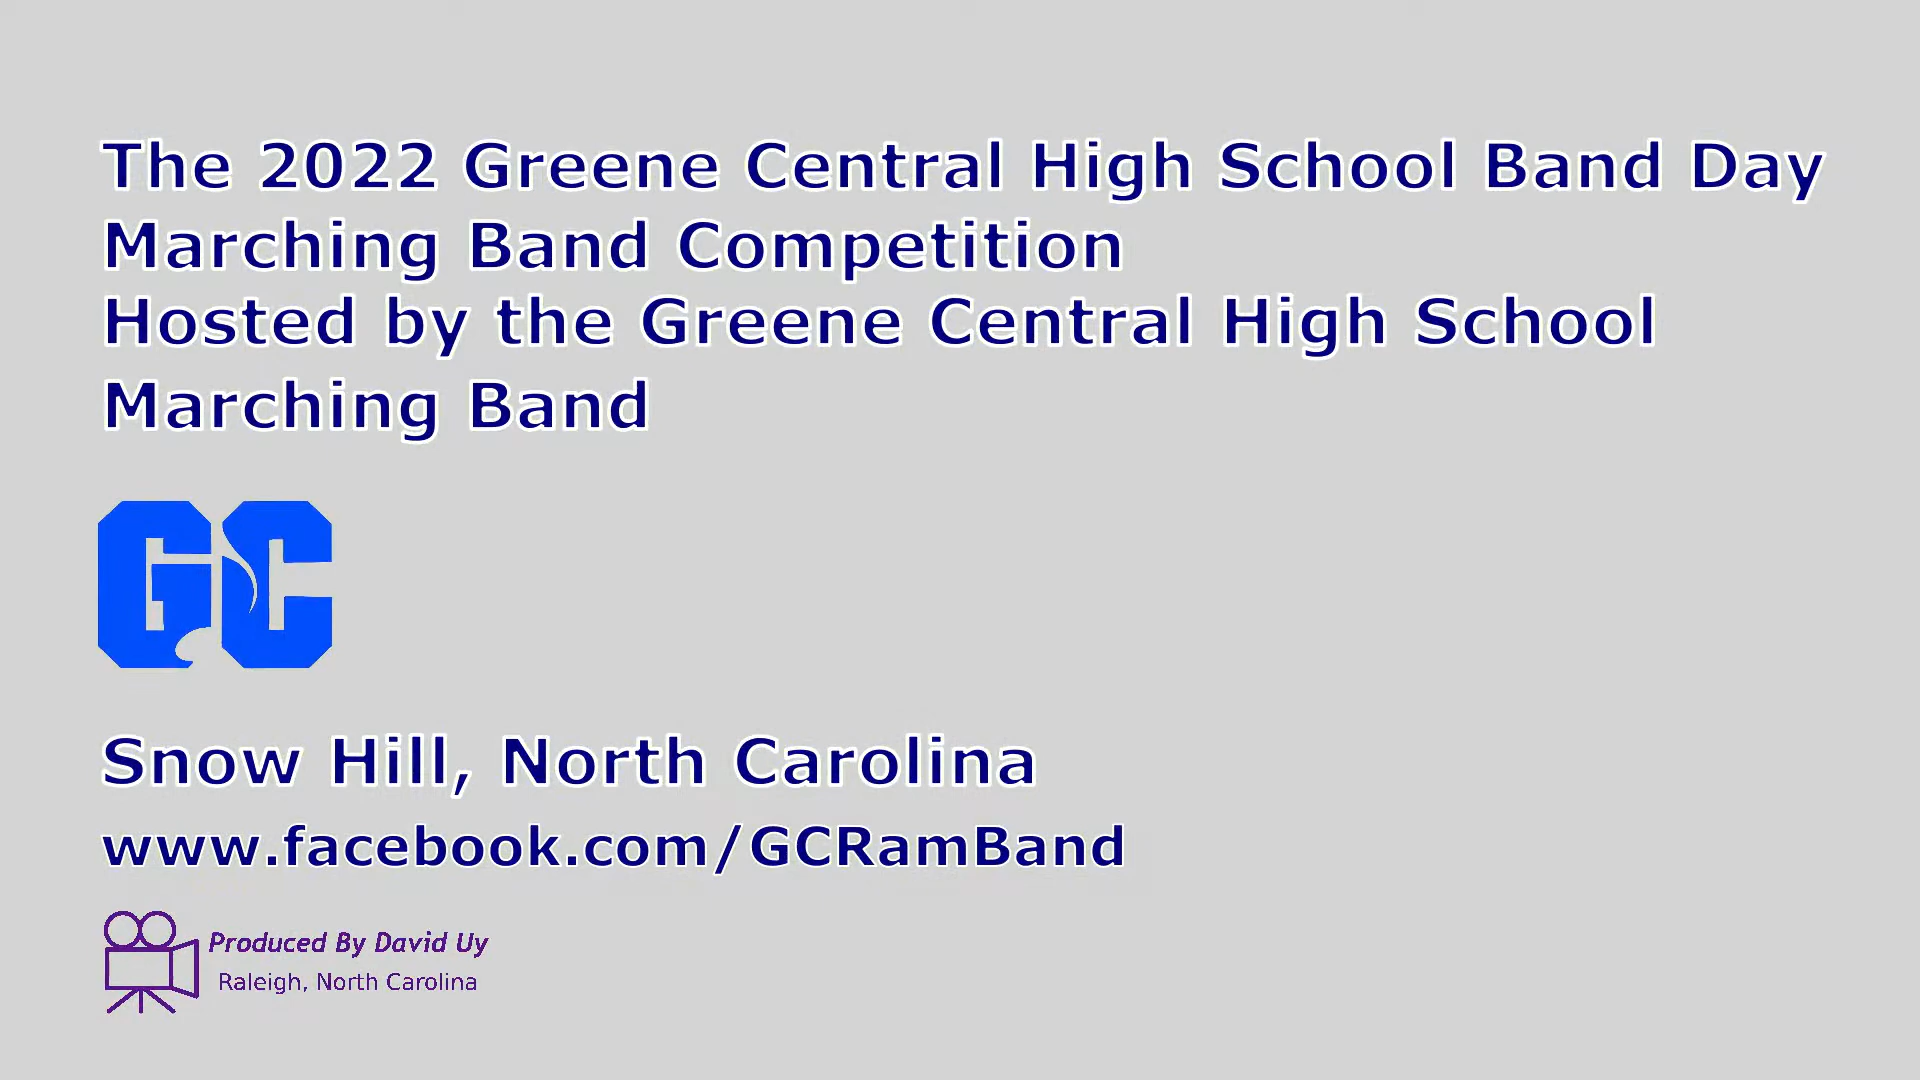 The 2022 Greene Central High School Band Day
Marching Band Competition
Hosted by the Greene Central High School
Marching Band
GC
Snow Hill, North Carolina
www.facebook.com/GCRamBand
Produced By David Uy
Raleigh, North Carolina